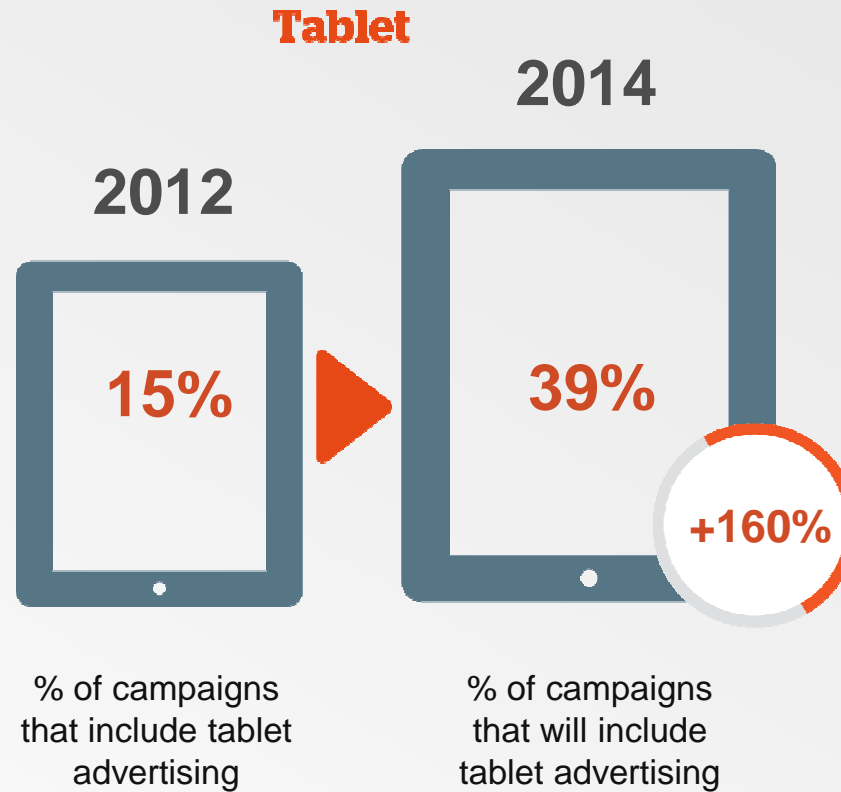 Tablet
2012
15%
% of campaigns
that include tablet
advertising
2014
39%
+160%
% of campaigns
that will include
tablet advertising